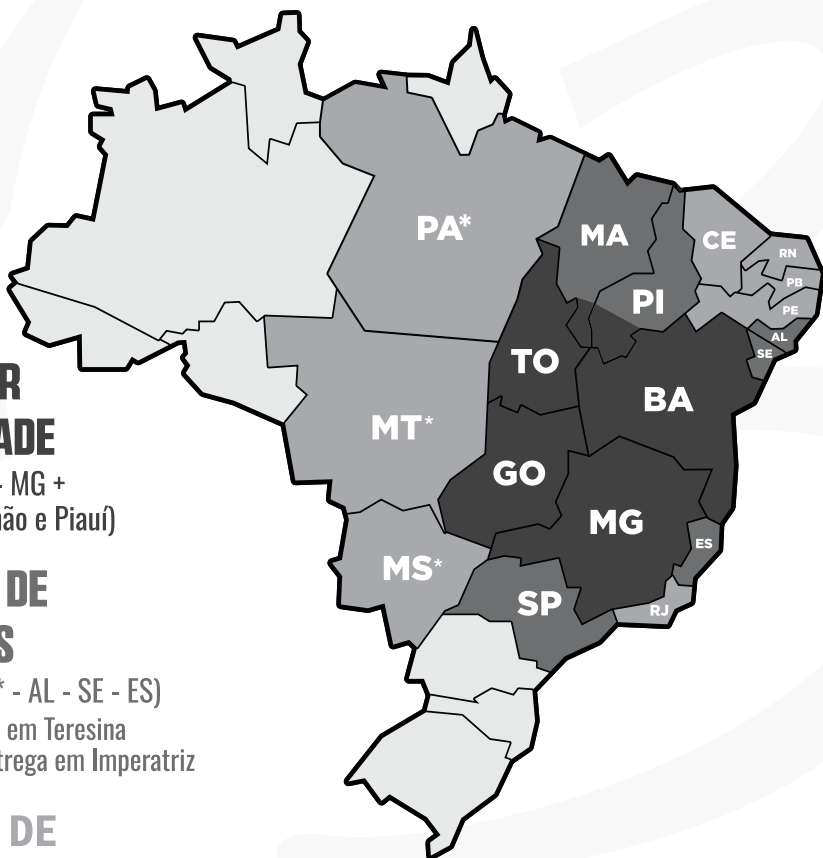 PA*
MA
CE
RN
PB
PE
PI
AL
SE
TO
BA
MT*
GO
MG
ES
MS*
SP
RJ
R
ADE
- MG +
não e Piauí)
DE
S
* - AL - SE - ES)
em Teresina
trega em Imperatriz
DE